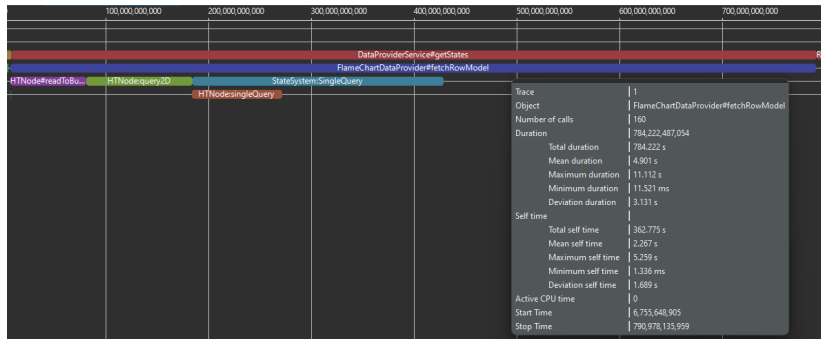 100,000,000,000 200,000,000,000 300,000,000,000 400,000,000,000 500,000,000,000 600,000,000,000 700,000,000,000
DataProviderService#getStates R
FlameChartDataProvider#fetchRowModel
HTNode#readToBu... HTNode:query2D StateSystem:SingleQuery
HTNode:singleQuery
Trace 1
Object FlameChartDataProvider#fetchRowModel
Number of calls 160
Duration 784,222,487,054
Total duration 784.222 s
Mean duration 4.901 s
Maximum duration 11.112 s
Minimum duration 11.521 ms
Deviation duration 3.131 s
Self time
Total self time 362.775 s
Mean self time 2.267 s
Maximum self time 5.259 s
Minimum self time 1.336 ms
Deviation self time 1.689 s
Active CPU time 0
Start Time 6,755,648,905
Stop Time 790,978,135,959